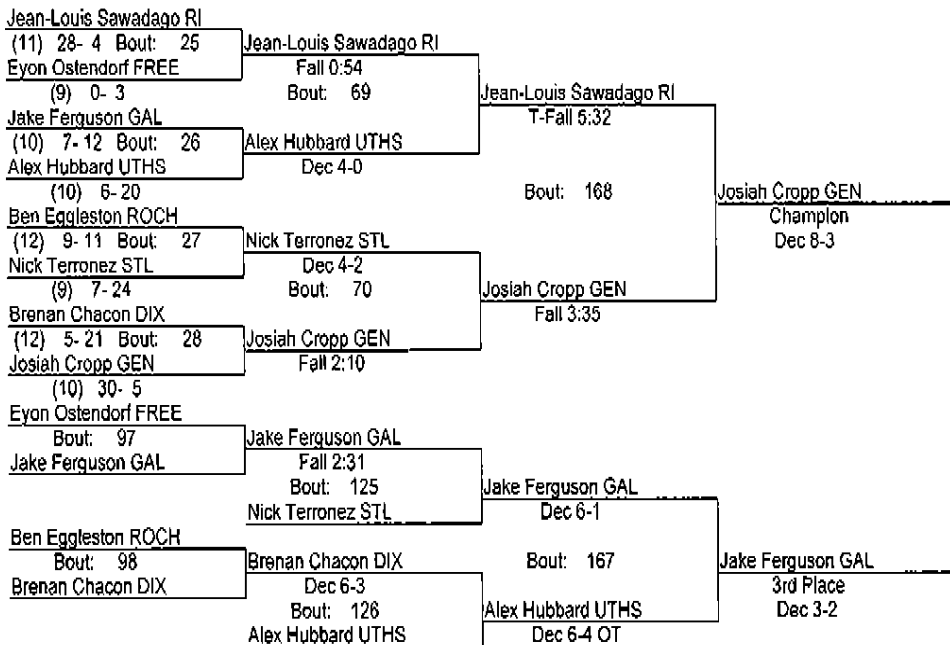 Jean-Louis Sawadago RI
(11) 28- 4 Bout: 25
Eyon Ostendorf FREE
(9) 0- 3
Jake Ferguson GAL
(10) 7- 12 Bout: 26
Alex Hubbard UTHS
(10) 6- 20
Ben Eggleston ROCH
(12) 9- 11 Bout: 27
Nick Terronez STL
(9) 7- 24
Brenan Chacon DIX
(12) 5- 21 Bout: 28
Josiah Cropp GEN
(10) 30- 5
Jean-Louis Sawadago RI
Fall 0:54
Bout: 69
Alex Hubbard UTHS
Dec 4-0
Nick Terronez STL
Dec 4-2
Bout: 70
Josiah Cropp GEN
Fall 2:10
Jean-Louis Sawadago RI
T-Fall 5:32
Bout: 168
Josiah Cropp GEN
Fall 3:35
Josiah Cropp GEN
Champion
Dec 8-3
Eyon Ostendorf FREE
Bout: 97
Jake Ferguson GAL
Ben Eggleston ROCH
Bout: 98
Brenan Chacon DIX
Jake Ferguson GAL
Fall 2:31
Bout: 125
Nick Terronez STL
Brenan Chacon DIX
Dec 6-3
Bout: 126
Alex Hubbard UTHS
Jake Ferguson GAL
Dec 6-1
Bout: 167
Alex Hubbard UTHS
Dec 6-4 OT
Jake Ferguson GAL
3rd Place
Dec 3-2